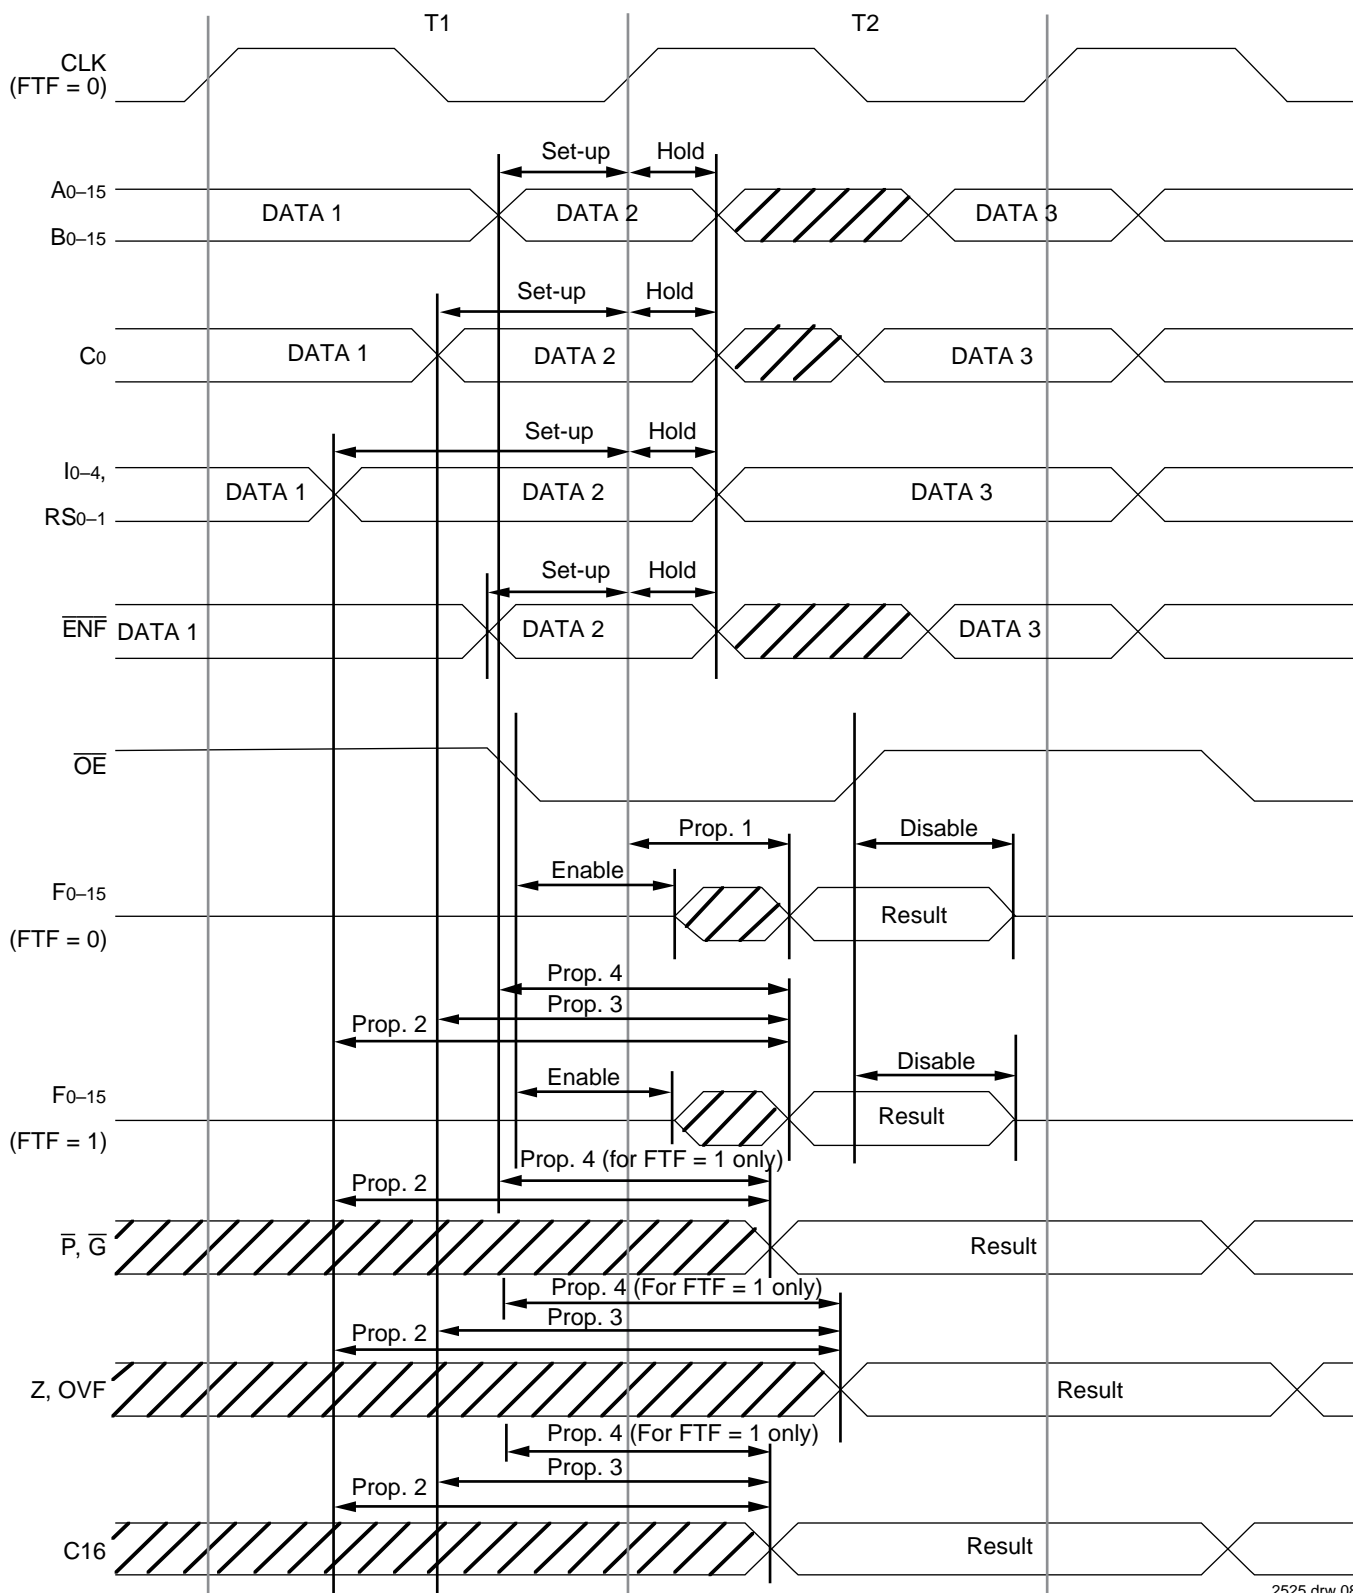 T1 T2
CLK
(FTF = 0)
Set-up Hold
A0–15
DATA 1 DATA 2 DATA 3
B0–15
Set-up Hold
C0 DATA 1 DATA 2 DATA 3
Set-up Hold
I0–4,
DATA 1 DATA 2 DATA 3
RS0–1
Set-up Hold
ENF DATA 1 DATA 2 DATA 3
OE
Prop. 1 Disable
Enable
F0–15
Result
(FTF = 0)
Prop. 4
Prop. 3
Prop. 2
Disable
Enable
F0–15
Result
(FTF = 1)
Prop. 4 (for FTF = 1 only)
Prop. 2
P, G Result
Prop. 4 (For FTF = 1 only)
Prop. 3
Prop. 2
Z, OVF Result
Prop. 4 (For FTF = 1 only)
Prop. 3
Prop. 2
C16 Result
2525 drw